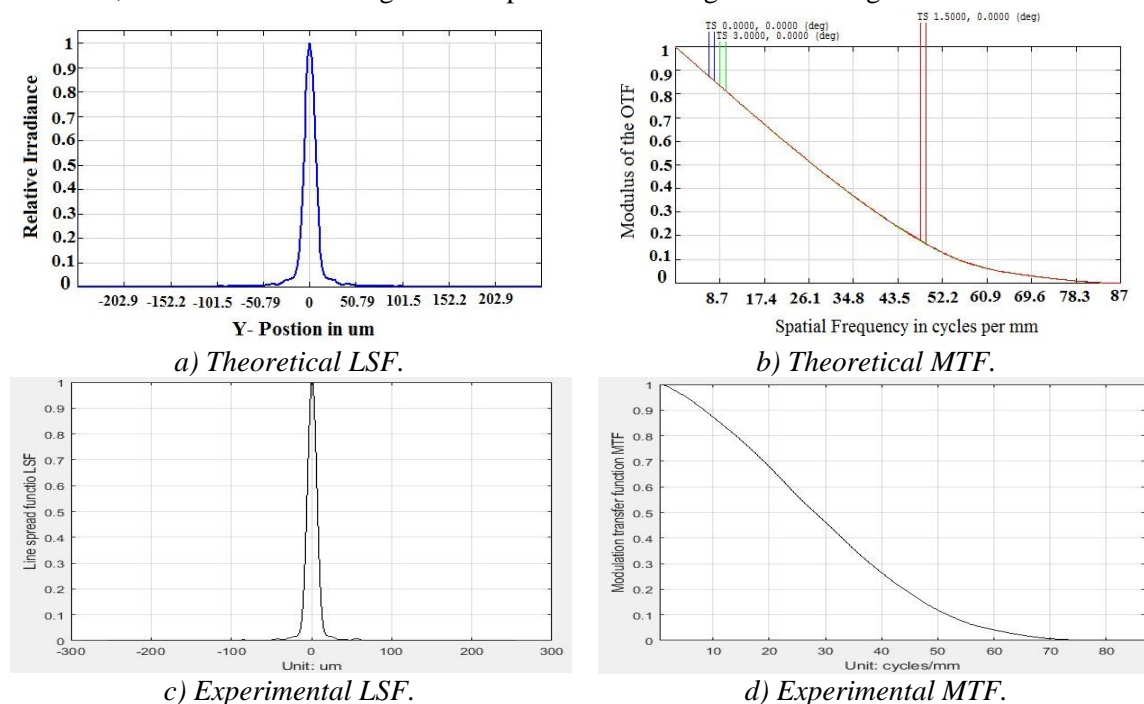 TS 0.0000, 0.0000 (deg)
TS 3.0000, 0.0000 (deg)
TS 1.5000, 0.0000 (deg)
1
0.9
0.8
0.7
0.6
0.5
0.4
0.3
0.2
0.1
0
Relative Irradiance
-202.9 -152.2 -101.5 -50.79 0 50.79 101.5 152.2 202.9
Y- Postion in um
a) Theoretical LSF.
1
0.9
0.8
0.7
0.6
0.5
0.4
0.3
0.2
0.1
0
Modulus of the OTF
8.7 17.4 26.1 34.8 43.5 52.2 60.9 69.6 78.3 87
Spatial Frequency in cycles per mm
b) Theoretical MTF.
1
0.9
0.8
0.7
0.6
0.5
0.4
0.3
0.2
0.1
0
Line spread functio LSF
-300 -200 -100 0 100 200 300
Unit: um
c) Experimental LSF.
1
0.9
0.8
0.7
0.6
0.5
0.4
0.3
0.2
0.1
0
Modulation transfer function MTF
10 20 30 40 50 60 70 80
Unit: cycles/mm
d) Experimental MTF.